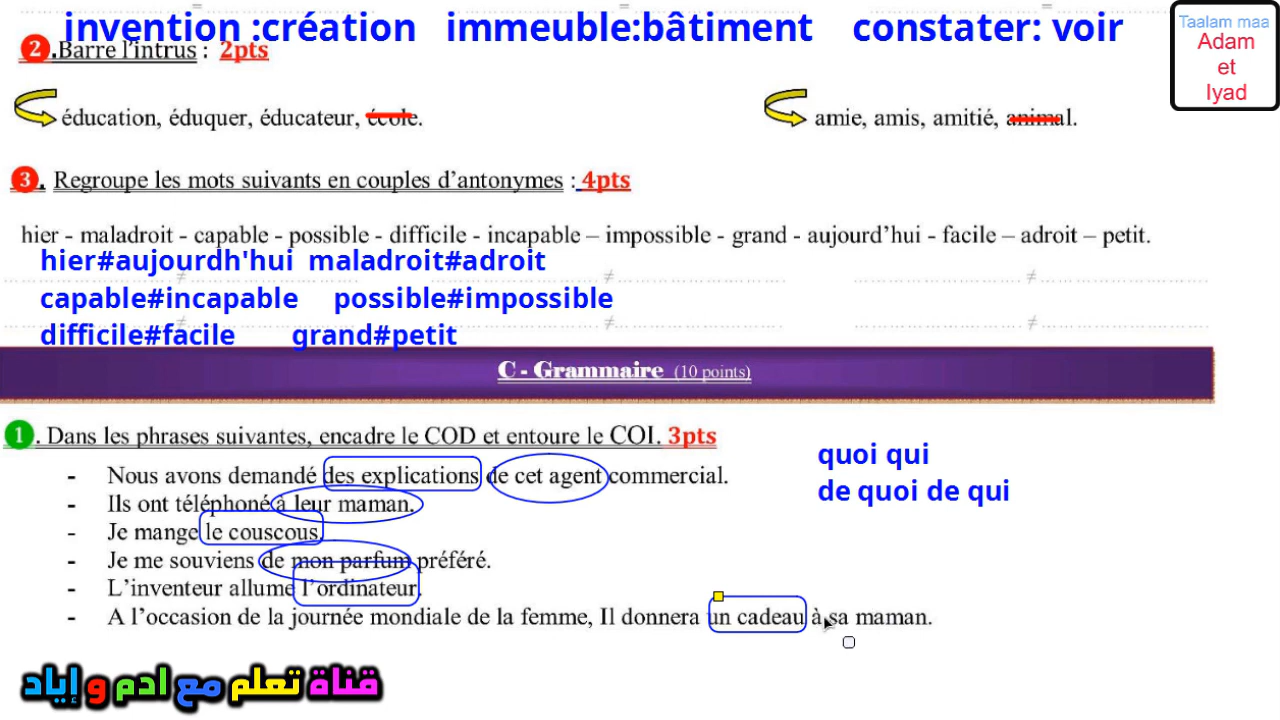 invention :création immeuble:bâtiment constater: voir
Taalam maa
Adam
et
Iyad
2.Barre l'intrus : 2pts
éducation, éduquer, éducateur, école.
amie, amis, amitié, animal.
3. Regroupe les mots suivants en couples d'antonymes : 4pts
hier - maladroit - capable - possible - difficile - incapable – impossible - grand - aujourd'hui - facile – adroit – petit.
hier#aujourdh'hui maladroit#adroit
capable#incapable possible#impossible
difficile#facile grand#petit
C - Grammaire (10 points)
1. Dans les phrases suivantes, encadre le COD et entoure le COI. 3pts
quoi qui
de quoi de qui
- Nous avons demandé des explications de cet agent commercial.
- Ils ont téléphoné à leur maman.
- Je mange le couscous.
- Je me souviens de mon parfum préféré.
- L'inventeur allume l'ordinateur.
- A l'occasion de la journée mondiale de la femme, Il donnera un cadeau à sa maman.
قناة تعلم مع ادم و إياد